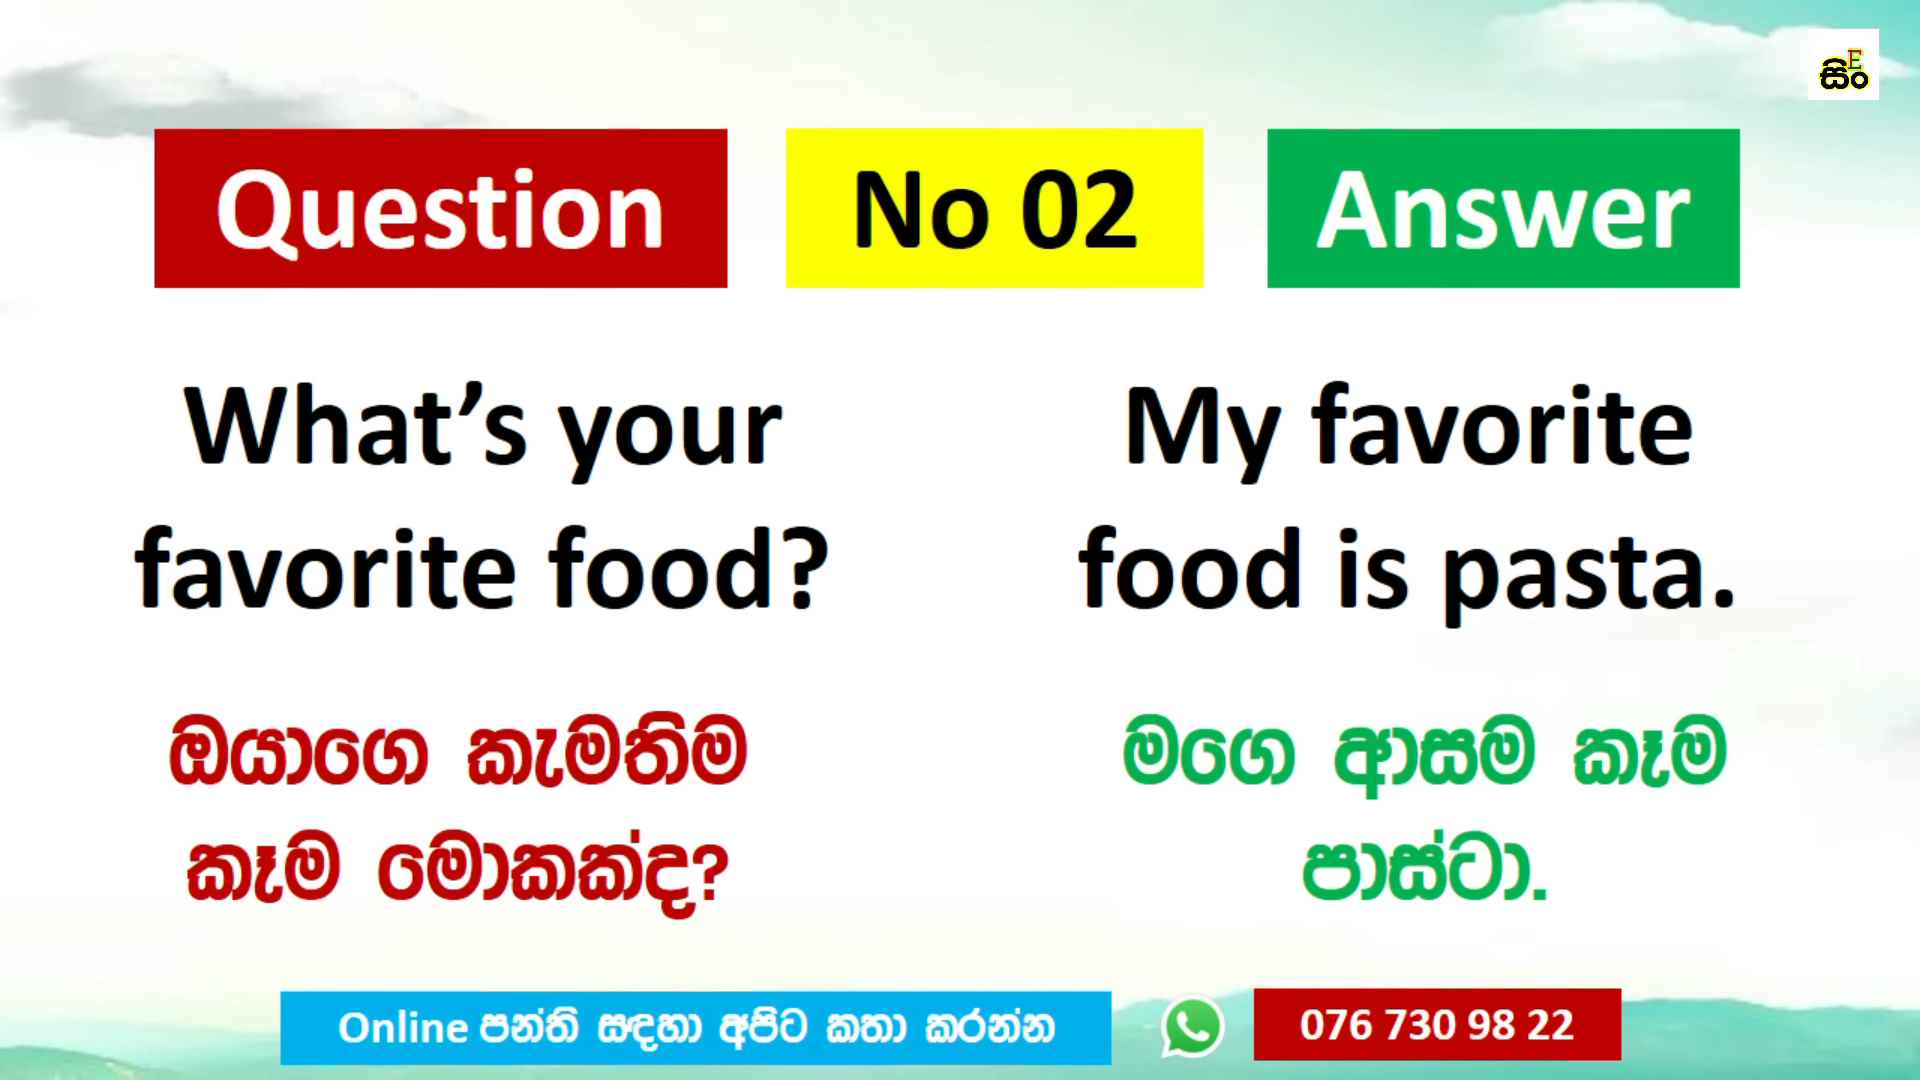 සිං
E
Question
No 02
Answer
What’s your
favorite food?
My favorite
food is pasta.
ඔයාගෙ කැමතිම
කෑම මොකක්ද?
මගෙ ආසම කෑම
පාස්ටා.
Online පන්ති සඳහා අපිට කතා කරන්න
076 730 98 22